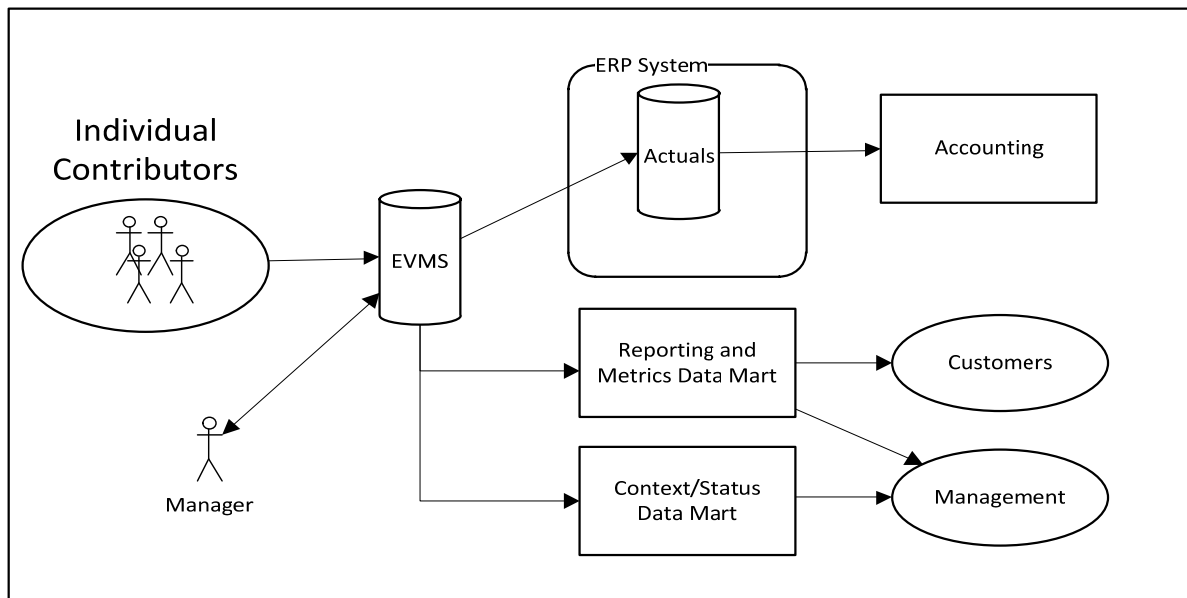 ERP System
Individual
Contributors
Actuals
Accounting
EVMS
Reporting and
Metrics Data Mart
Customers
Manager
Context/Status
Data Mart
Management